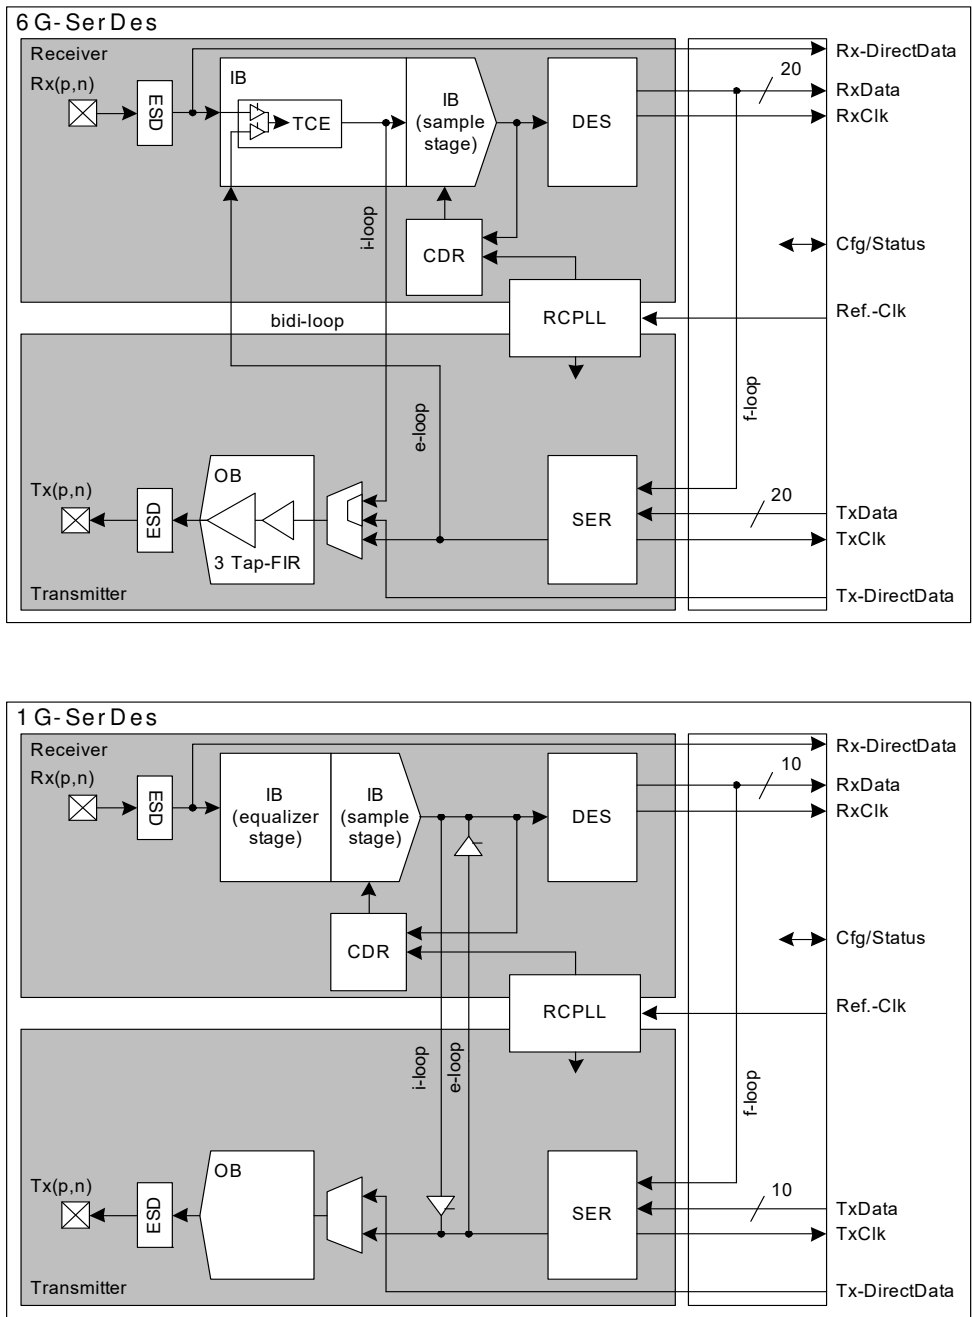 6G-SerDes
Receiver
Rx(p,n)
ESD
IB
TCE
IB
(sample
stage)
DES
CDR
i-loop
Rx-DirectData
20
RxData
RxClk
Cfg/Status
RCPLL
Ref.-Clk
bidi-loop
e-loop
f-loop
Tx(p,n)
ESD
OB
3 Tap-FIR
SER
20
TxData
TxClk
Transmitter
Tx-DirectData
1G-SerDes
Receiver
Rx(p,n)
ESD
IB
(equalizer
stage)
IB
(sample
stage)
DES
CDR
Rx-DirectData
10
RxData
RxClk
Cfg/Status
RCPLL
Ref.-Clk
i-loop
e-loop
f-loop
Tx(p,n)
ESD
OB
SER
10
TxData
TxClk
Transmitter
Tx-DirectData